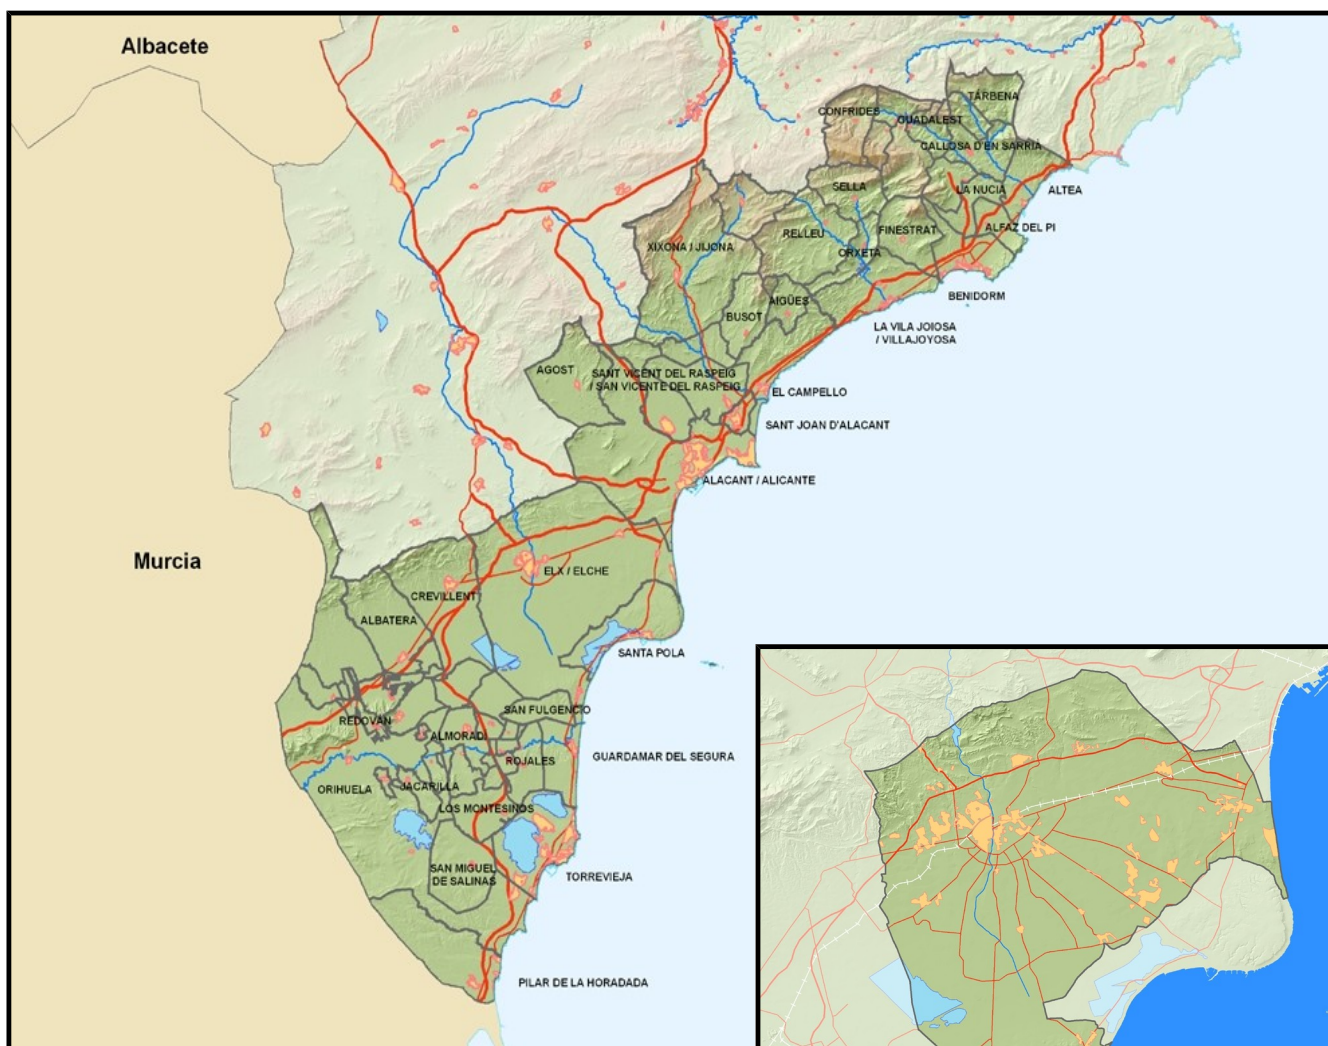 Albacete
TÀRBENA
CONFRIDES
GUADALEST
CALLOSA D'EN SARRIÀ
SELLA
LA NUCIA
ALTEA
RELLEU
FINESTRAT
ALFAZ DEL PI
XIXONA / JIJONA
ORXETA
BENIDORM
AIGÜES
BUSOT
LA VILA JOIOSA
/ VILLAJOYOSA
AGOST
SANT VICENT DEL RASPEIG
/ SAN VICENTE DEL RASPEIG
EL CAMPELLO
SANT JOAN D'ALACANT
ALACANT / ALICANTE
Murcia
ELX / ELCHE
CREVILLENT
ALBATERA
SANTA POLA
SAN FULGENCIO
REDOVÁN
ALMORADÍ
GUARDAMAR DEL SEGURA
ROJALES
ORIHUELA
JACARILLA
LOS MONTESINOS
SAN MIGUEL
DE SALINAS
TORREVIEJA
PILAR DE LA HORADADA